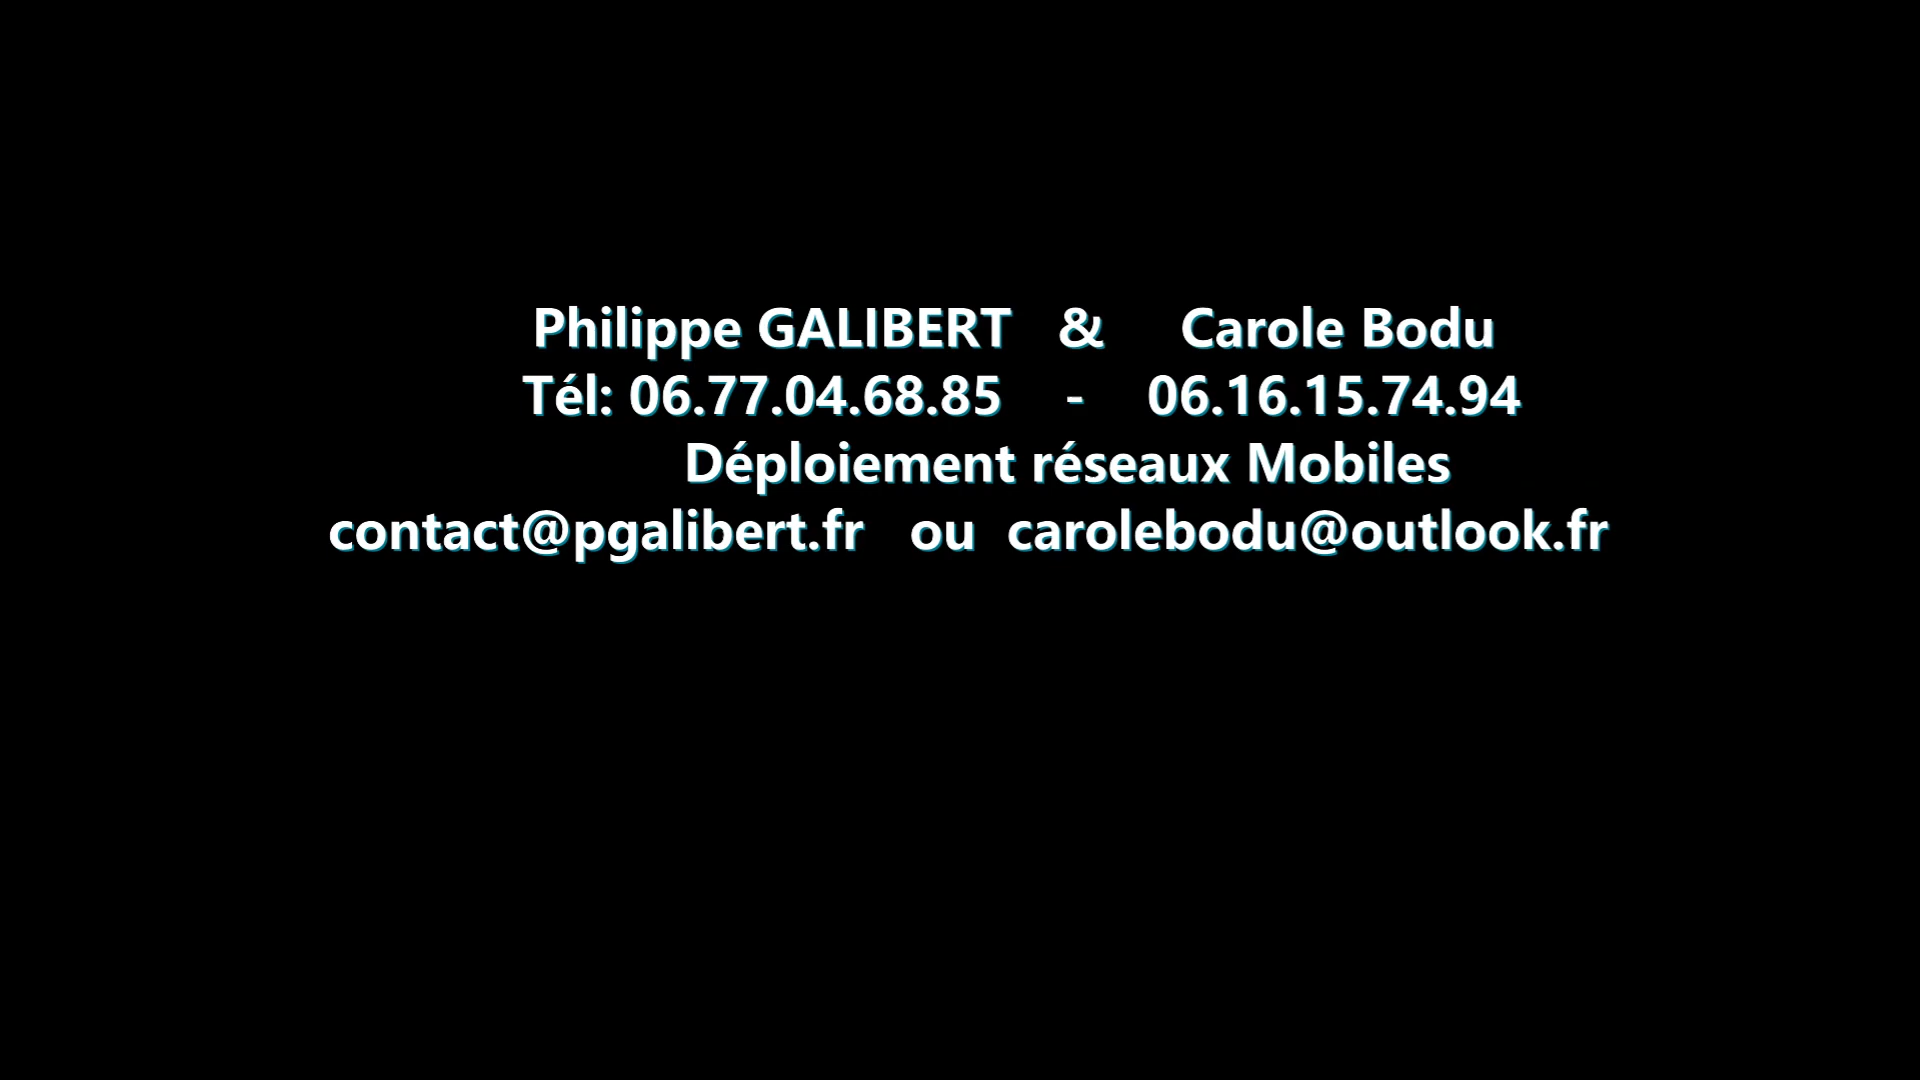 Philippe GALIBERT & Carole Bodu
Tél: 06.77.04.68.85 - 06.16.15.74.94
Déploiement réseaux Mobiles
contact@pgalibert.fr ou carolebodu@outlook.fr